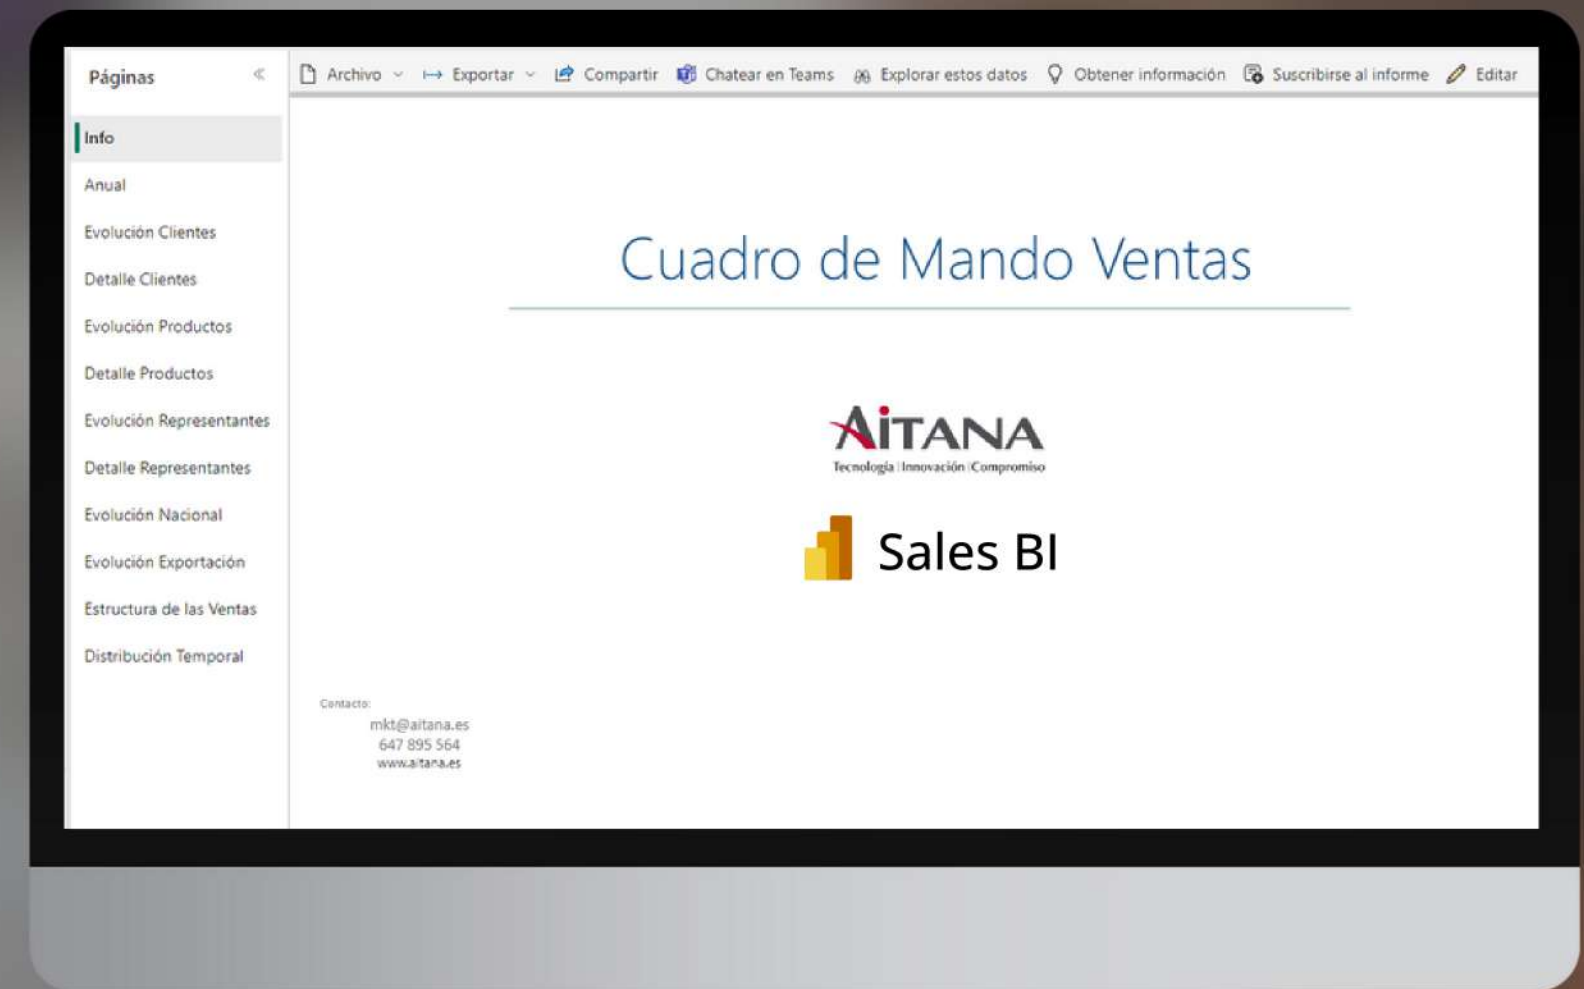 Páginas
Archivo Exportar Compartir Chatear en Teams Explorar estos datos Obtener información Suscribirse al informe Editar
Info
Anual
Evolución Clientes
Detalle Clientes
Evolución Productos
Detalle Productos
Evolución Representantes
Detalle Representantes
Evolución Nacional
Evolución Exportación
Estructura de las Ventas
Distribución Temporal
Cuadro de Mando Ventas
AiTANA
Tecnología | Innovación | Compromiso
Sales BI
Contacto:
mkt@aitana.es
647 895 564
www.aitana.es